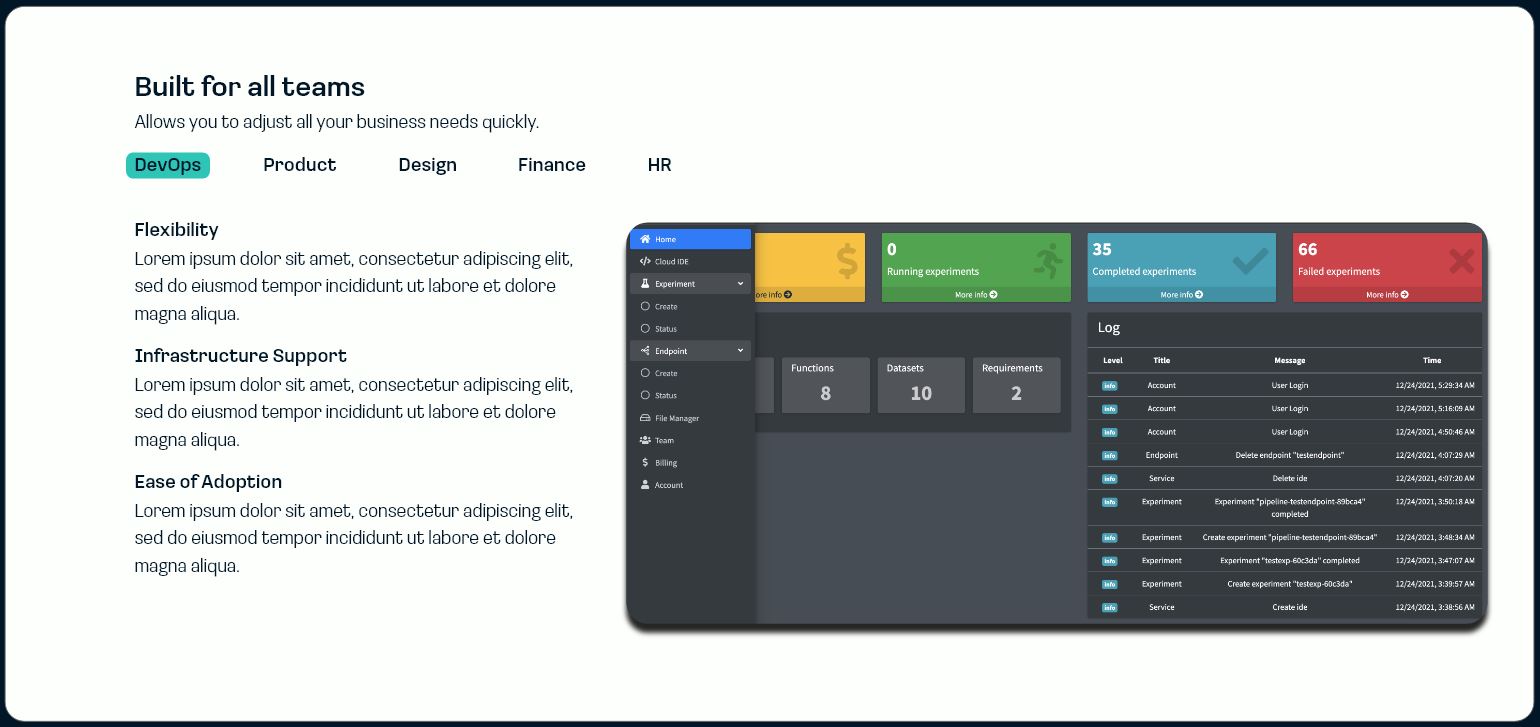 Built for all teams
Allows you to adjust all your business needs quickly.
DevOps Product Design Finance HR
Flexibility
Lorem ipsum dolor sit amet, consectetur adipiscing elit,
sed do eiusmod tempor incididunt ut labore et dolore
magna aliqua.
Infrastructure Support
Lorem ipsum dolor sit amet, consectetur adipiscing elit,
sed do eiusmod tempor incididunt ut labore et dolore
magna aliqua.
Ease of Adoption
Lorem ipsum dolor sit amet, consectetur adipiscing elit,
sed do eiusmod tempor incididunt ut labore et dolore
magna aliqua.
Home
Cloud IDE
Experiment
Create
Status
Endpoint
Create
Status
File Manager
Team
Billing
Account
ore info
0
Running experiments
More info
35
Completed experiments
More info
66
Failed experiments
More info
Functions
8
Datasets
10
Requirements
2
Log
Level Title Message Time
info Account User Login 12/24/2021, 5:29:34 AM
info Account User Login 12/24/2021, 5:16:09 AM
info Account User Login 12/24/2021, 4:50:46 AM
info Endpoint Delete endpoint "testendpoint" 12/24/2021, 4:07:29 AM
info Service Delete ide 12/24/2021, 4:07:20 AM
info Experiment Experiment "pipeline-testendpoint-89bca4" 12/24/2021, 3:50:18 AM
completed
info Experiment Create experiment "pipeline-testendpoint-89bca4" 12/24/2021, 3:48:34 AM
info Experiment Experiment "testexp-60c3da" completed 12/24/2021, 3:47:07 AM
info Experiment Create experiment "testexp-60c3da" 12/24/2021, 3:39:57 AM
info Service Create ide 12/24/2021, 3:38:56 AM